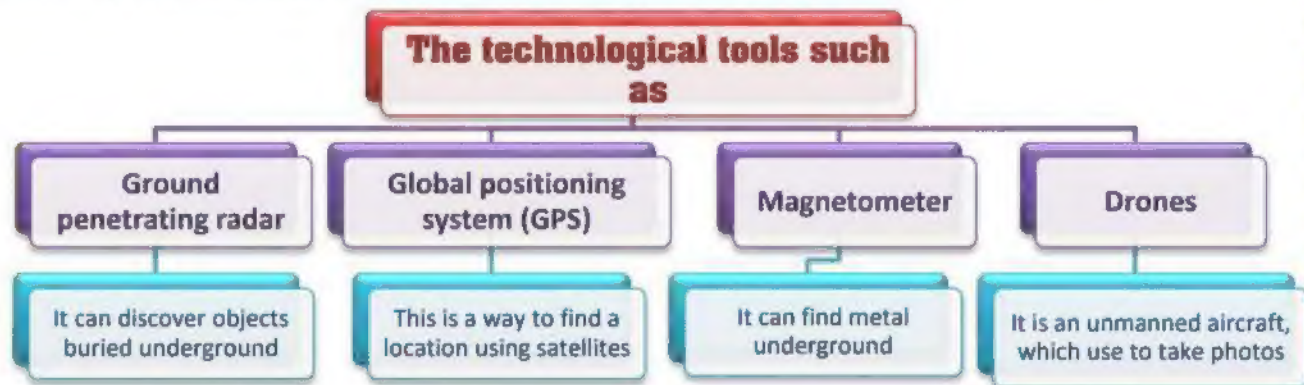 The technological tools such
as
Ground
penetrating radar
Global positioning
system (GPS)
Magnetometer
Drones
It can discover objects
buried underground
This is a way to find a
location using satellites
It can find metal
underground
It is an unmanned aircraft,
which use to take photos